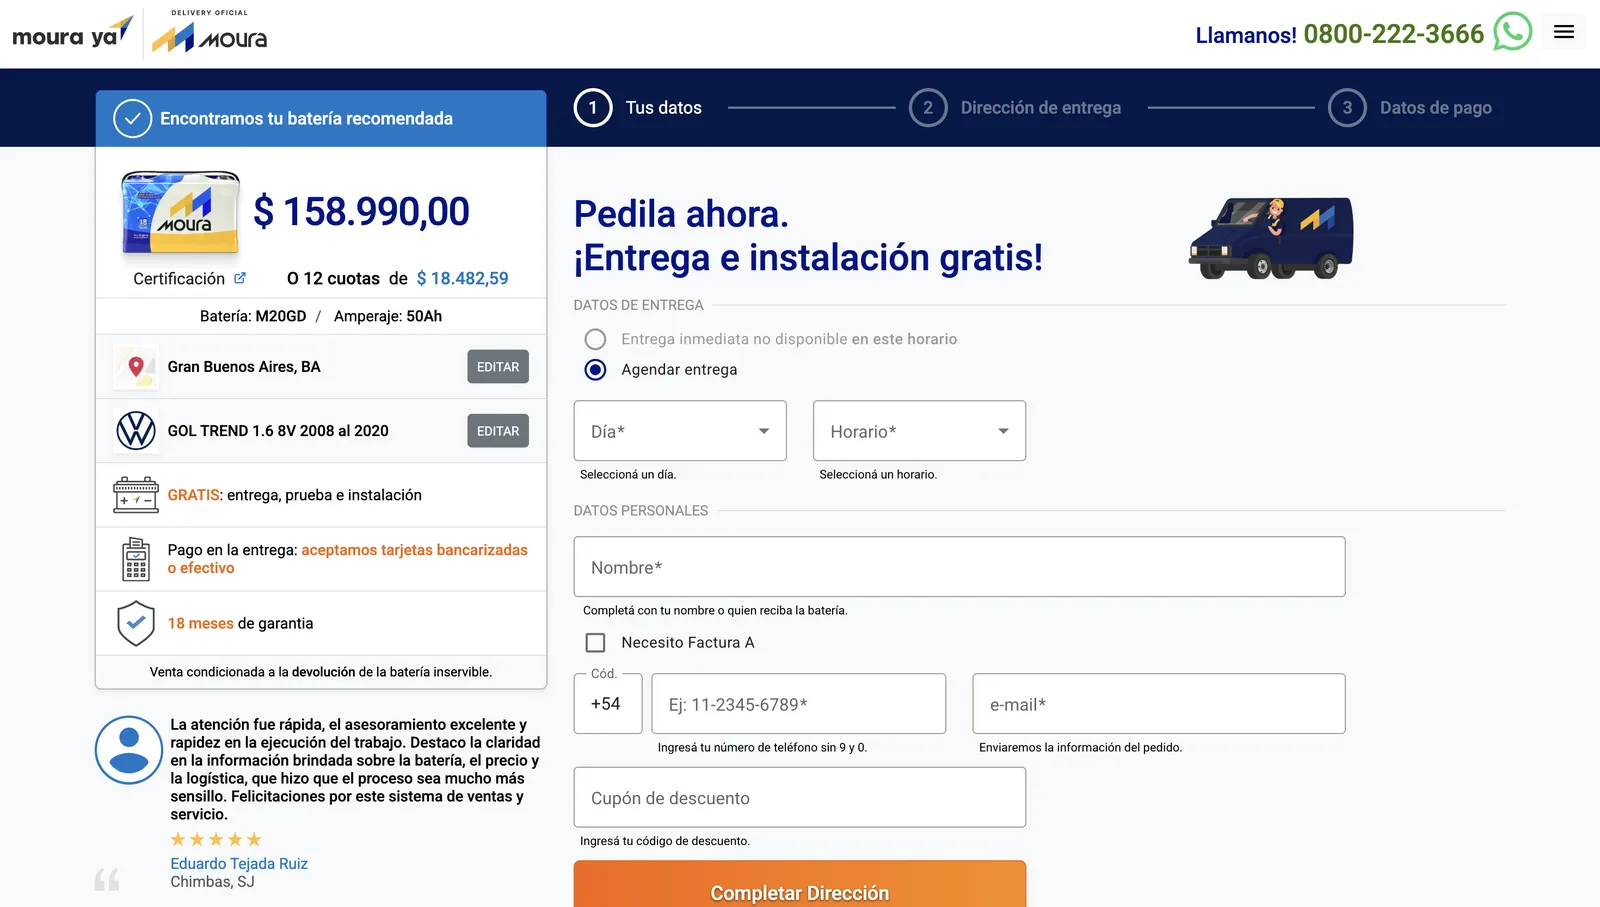 moura ya
DELIVERY OFICIAL
moura
Llamanos! 0800-222-3666
Encontramos tu batería recomendada
1 Tus datos
2 Dirección de entrega
3 Datos de pago
moura
$ 158.990,00
Certificación
O 12 cuotas de $ 18.482,59
Batería: M20GD / Amperaje: 50Ah
Gran Buenos Aires, BA
EDITAR
GOL TREND 1.6 8V 2008 al 2020
EDITAR
GRATIS: entrega, prueba e instalación
Pago en la entrega: aceptamos tarjetas bancarizadas
o efectivo
18 meses de garantia
Venta condicionada a la devolución de la batería inservible.
La atención fue rápida, el asesoramiento excelente y
rapidez en la ejecución del trabajo. Destaco la claridad
en la información brindada sobre la batería, el precio y
la logística, que hizo que el proceso sea mucho más
sensillo. Felicitaciones por este sistema de ventas y
servicio.
Eduardo Tejada Ruiz
Chimbas, SJ
Pedila ahora.
¡Entrega e instalación gratis!
DATOS DE ENTREGA
Entrega inmediata no disponible en este horario
Agendar entrega
Día*
Horario*
Seleccioná un día.
Seleccioná un horario.
DATOS PERSONALES
Nombre*
Completá con tu nombre o quien reciba la batería.
Necesito Factura A
Cód.
+54
Ej: 11-2345-6789*
e-mail*
Ingresá tu número de teléfono sin 9 y 0.
Enviaremos la información del pedido.
Cupón de descuento
Ingresá tu código de descuento.
Completar Dirección